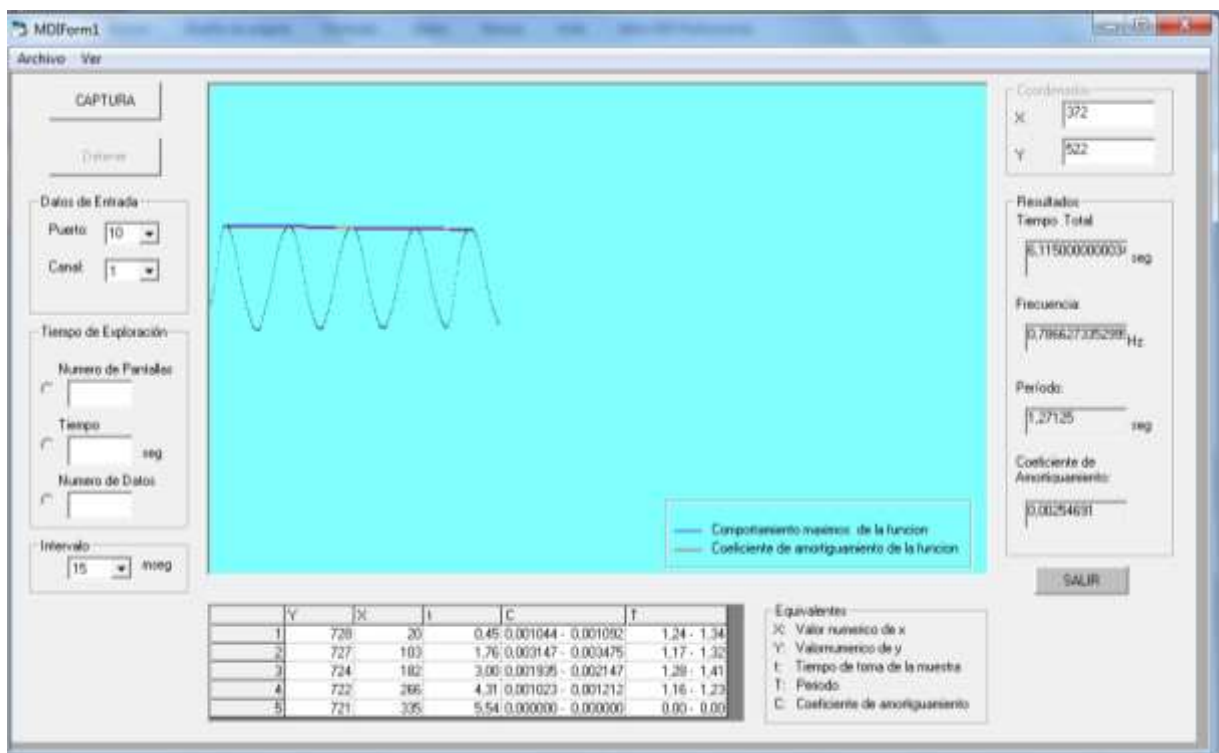 MDIForm1
Archivo Ver
CAPTURA
Detener
Datos de Entrada
Puerto 10
Canal: 1
Tiempo de Exploración
Numero de Pantallas
Tiempo
seg
Numero de Datos
Intervalo
15 mseg
Comportamiento maximos de la funcion
Coeficiente de amortiguamiento de la funcion
Coordenadas
X 372
Y 522
Resultados
Tiempo Total
6,115000000003 seg
Frecuencia
Hz
Período:
1,27125 seg
Coeficiente de
Amortiguamiento:
0,00254691
SALIR
Y X t C T
1 728 20 0,45 0,001044 - 0,001092 1,24 - 1,34
2 727 103 1,76 0,003147 - 0,003475 1,17 - 1,32
3 724 182 3,00 0,001935 - 0,002147 1,28 - 1,41
4 722 266 4,31 0,001023 - 0,001212 1,16 - 1,23
5 721 335 5,54 0,000000 - 0,000000 0,00 - 0,00
Equivalentes
X: Valor numerico de x
Y: Valornumerico de y
t: Tiempo de toma de la muestra
T: Periodo
C: Coeficiente de amortiguamiento